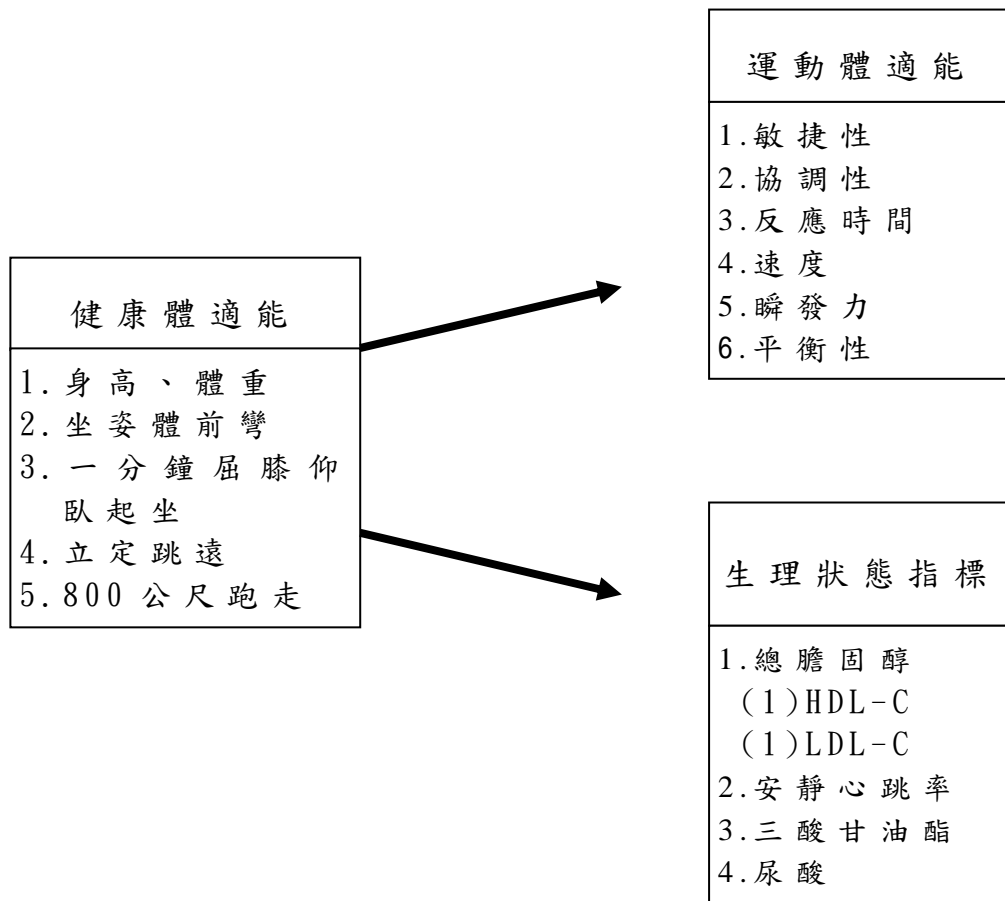 運動體適能
1.敏捷性
2.協調性
3.反應時間
4.速度
5.瞬發力
6.平衡性
健康體適能
1.身高、體重
2.坐姿體前彎
3.一分鐘屈膝仰
臥起坐
4.立定跳遠
5.800公尺跑走
生理狀態指標
1.總膽固醇
(1)HDL-C
(1)LDL-C
2.安靜心跳率
3.三酸甘油酯
4.尿酸